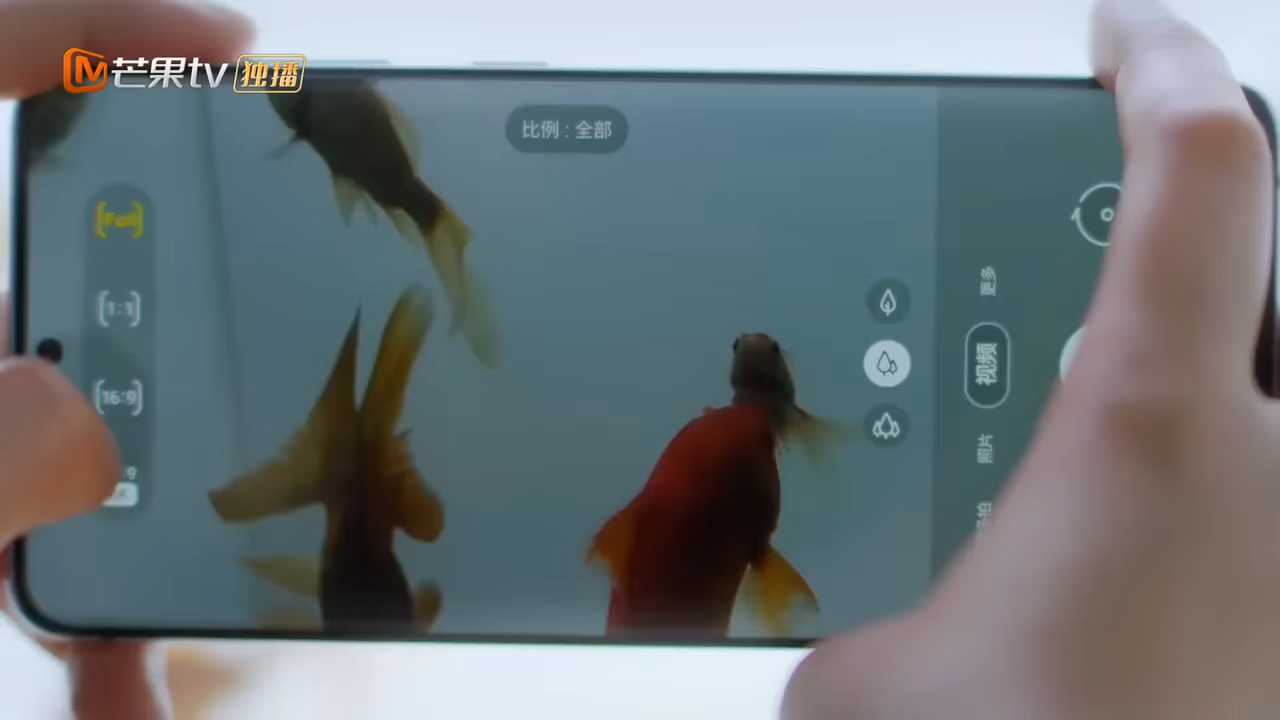 芒果tv 独播
比例 : 全部
[Full]
[1:1]
[16:9]
更多
视频
照片